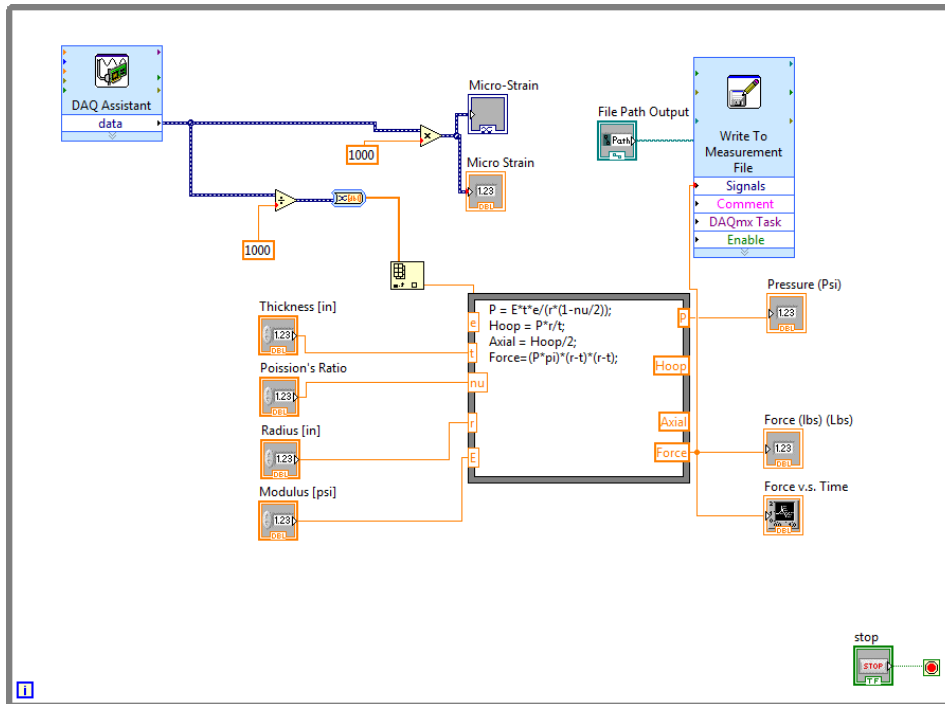 DAQ Assistant
data
1000
1000
Micro-Strain
Micro Strain
1.23
DBL
File Path Output
Path
Write To
Measurement
File
Signals
Comment
DAQmx Task
Enable
Thickness [in]
1.23
DBL
Poission's Ratio
1.23
DBL
Radius [in]
1.23
DBL
Modulus [psi]
1.23
DBL
e
t
nu
r
E
P = E*t*e/(r*(1-nu/2));
Hoop = P*r/t;
Axial = Hoop/2;
Force=(P*pi)*(r-t)*(r-t);
P
Hoop
Axial
Force
Pressure (Psi)
1.23
DBL
Force (lbs) (Lbs)
1.23
DBL
Force v.s. Time
DBL
stop
STOP
TF
i